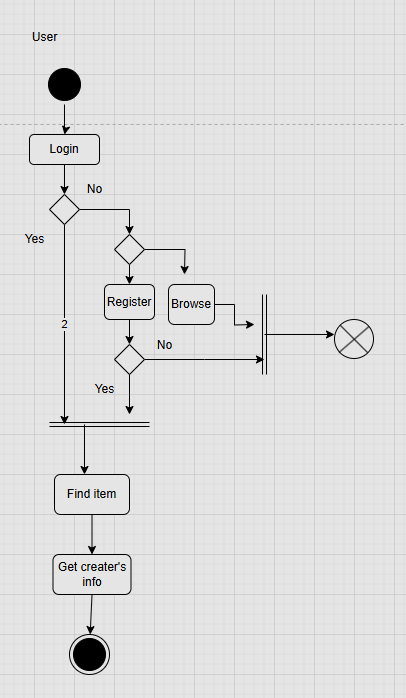 User
Login
No
Yes
Register
Browse
2
No
Yes
Find item
Get creater's
info